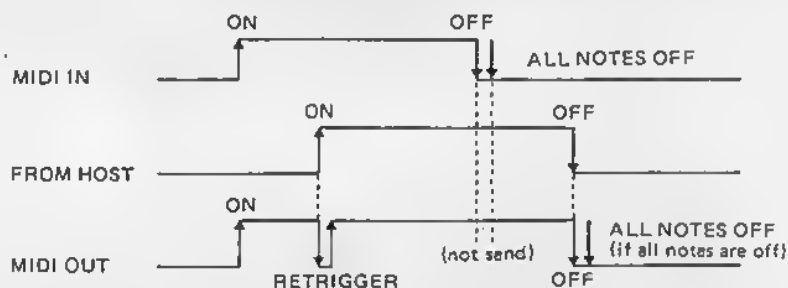 ON
OFF
MIDI IN
ALL NOTES OFF
ON
OFF
FROM HOST
ON
ALL NOTES OFF
(not send)
(if all notes are off)
MIDI OUT
RETRIGGER
OFF